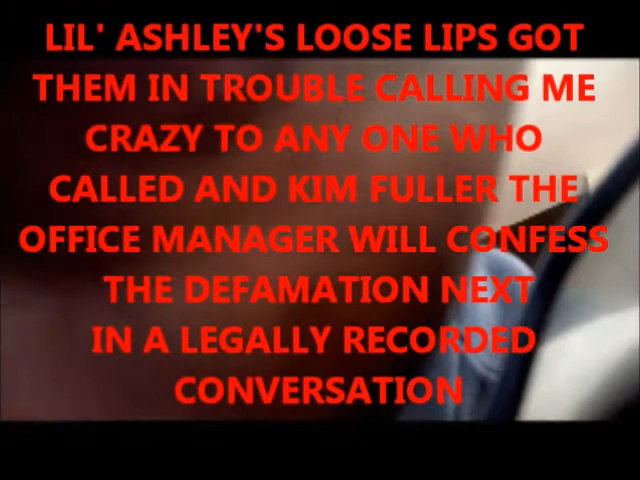 LIL' ASHLEY'S LOOSE LIPS GOT
THEM IN TROUBLE CALLING ME
CRAZY TO ANY ONE WHO
CALLED AND KIM FULLER THE
OFFICE MANAGER WILL CONFESS
THE DEFAMATION NEXT
IN A LEGALLY RECORDED
CONVERSATION